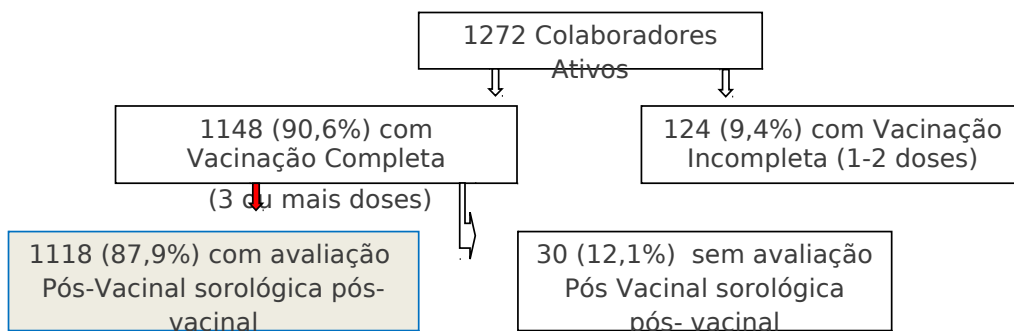 1272 Colaboradores
Ativos
1148 (90,6%) com
Vacinação Completa
(3 ou mais doses)
124 (9,4%) com Vacinação
Incompleta (1-2 doses)
1118 (87,9%) com avaliação
Pós-Vacinal sorológica pós-
vacinal
30 (12,1%) sem avaliação
Pós Vacinal sorológica
pós- vacinal